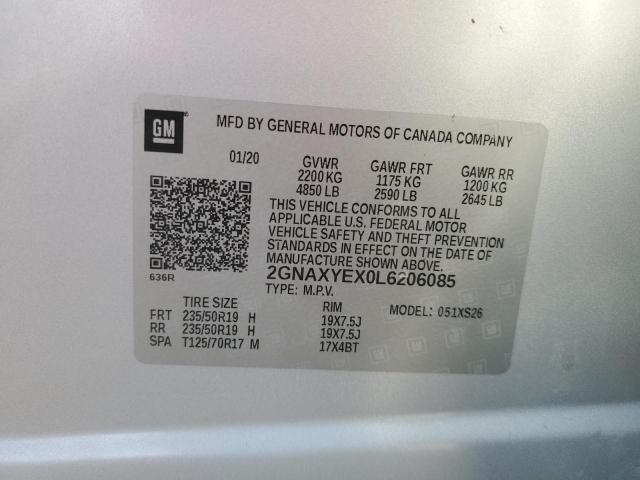 GM
MFD BY GENERAL MOTORS OF CANADA COMPANY
01/20 GVWR GAWR FRT GAWR RR
2200 KG 1175 KG 1200 KG
4850 LB 2590 LB 2645 LB
THIS VEHICLE CONFORMS TO ALL
APPLICABLE U.S. FEDERAL MOTOR
VEHICLE SAFETY AND THEFT PREVENTION
STANDARDS IN EFFECT ON THE DATE OF
MANUFACTURE SHOWN ABOVE.
636R
2GNAXYEX0L6206085
TYPE: M.P.V.
TIRE SIZE RIM MODEL: 051XS26
FRT 235/50R19 H 19X7.5J
RR 235/50R19 H 19X7.5J
SPA T125/70R17 M 17X4BT